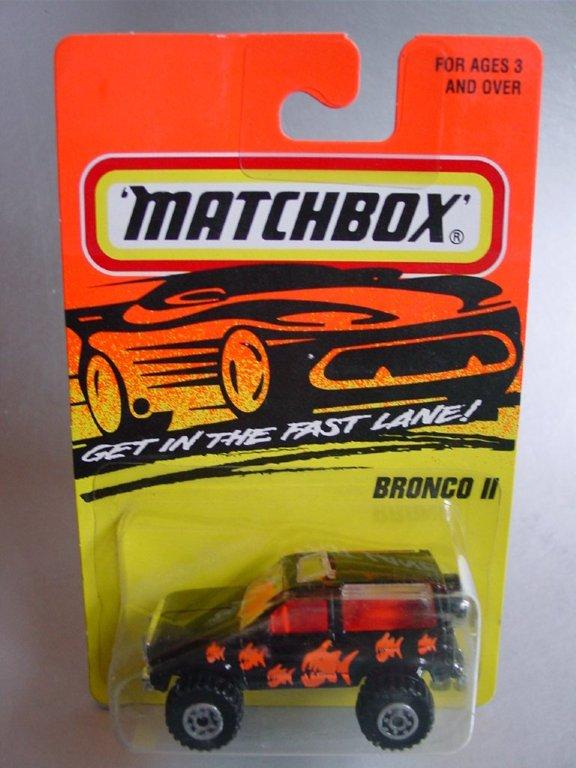 FOR AGES 3
AND OVER
'MATCHBOX'®
GET IN THE FAST LANE!
BRONCO II